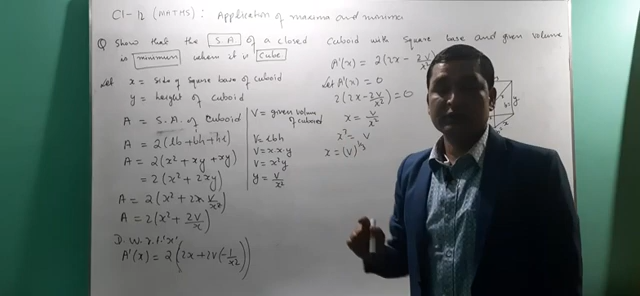 Cl-12 (MATHS): Application of maxima and minima
Q Show that the S.A. of a closed Cuboid with Square base and given volume
is minimum when it is cube.
Let x = side of square base of cuboid
y = height of cuboid
A = S.A. of Cuboid
A = 2(lb+bh+hl)
A = 2(x²+xy+xy)
= 2(x²+2xy)
A = 2(x²+2x.V/x²)
A = 2(x²+2V/x)
D.W.r.t.'x'
A'(x) = 2(2x+2V(-1/x²))
V = given volum
of cuboid
V = lbh
V = x.x.y
V = x²y
y = V/x²
A'(x) = 2(2x - 2V/x²)
Let A'(x) = 0
2(2x-2V/x²) = 0
x = V/x²
x³ = V
x = (V)^1/3
y
x